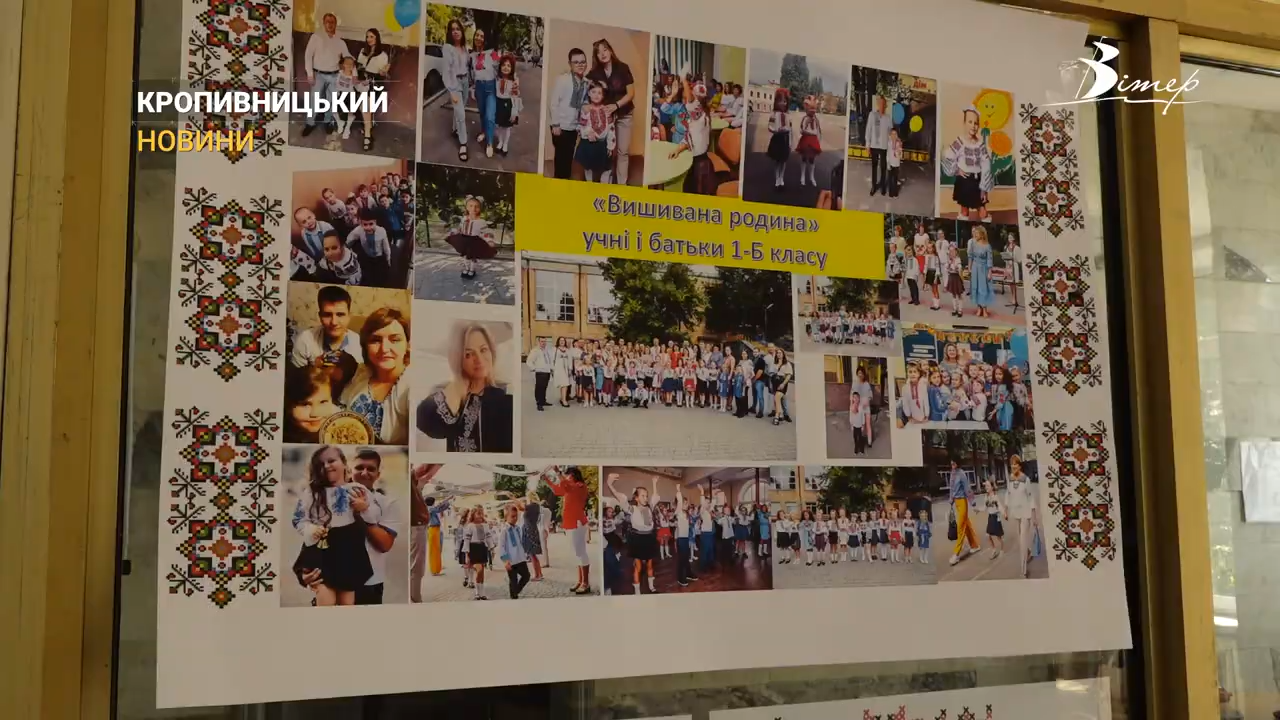 КРОПИВНИЦЬКИЙ
НОВИНИ
Вітер
«Вишивана родина»
учні і батьки 1-Б класу